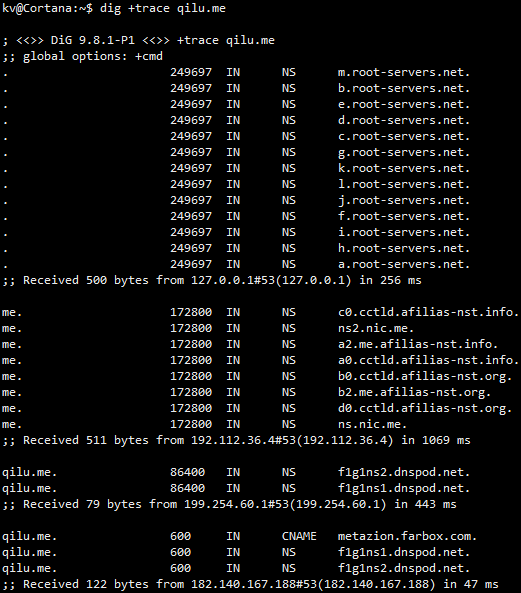 kv@Cortana:~$ dig +trace qilu.me
; <<>> DiG 9.8.1-P1 <<>> +trace qilu.me
;; global options: +cmd
. 249697 IN NS m.root-servers.net.
. 249697 IN NS b.root-servers.net.
. 249697 IN NS e.root-servers.net.
. 249697 IN NS d.root-servers.net.
. 249697 IN NS c.root-servers.net.
. 249697 IN NS g.root-servers.net.
. 249697 IN NS k.root-servers.net.
. 249697 IN NS l.root-servers.net.
. 249697 IN NS j.root-servers.net.
. 249697 IN NS f.root-servers.net.
. 249697 IN NS i.root-servers.net.
. 249697 IN NS h.root-servers.net.
. 249697 IN NS a.root-servers.net.
;; Received 500 bytes from 127.0.0.1#53(127.0.0.1) in 256 ms
me. 172800 IN NS c0.cctld.afilias-nst.info.
me. 172800 IN NS ns2.nic.me.
me. 172800 IN NS a2.me.afilias-nst.info.
me. 172800 IN NS a0.cctld.afilias-nst.info.
me. 172800 IN NS b0.cctld.afilias-nst.org.
me. 172800 IN NS b2.me.afilias-nst.org.
me. 172800 IN NS d0.cctld.afilias-nst.org.
me. 172800 IN NS ns.nic.me.
;; Received 511 bytes from 192.112.36.4#53(192.112.36.4) in 1069 ms
qilu.me. 86400 IN NS f1g1ns2.dnspod.net.
qilu.me. 86400 IN NS f1g1ns1.dnspod.net.
;; Received 79 bytes from 199.254.60.1#53(199.254.60.1) in 443 ms
qilu.me. 600 IN CNAME metazion.farbox.com.
qilu.me. 600 IN NS f1g1ns1.dnspod.net.
qilu.me. 600 IN NS f1g1ns2.dnspod.net.
;; Received 122 bytes from 182.140.167.188#53(182.140.167.188) in 47 ms